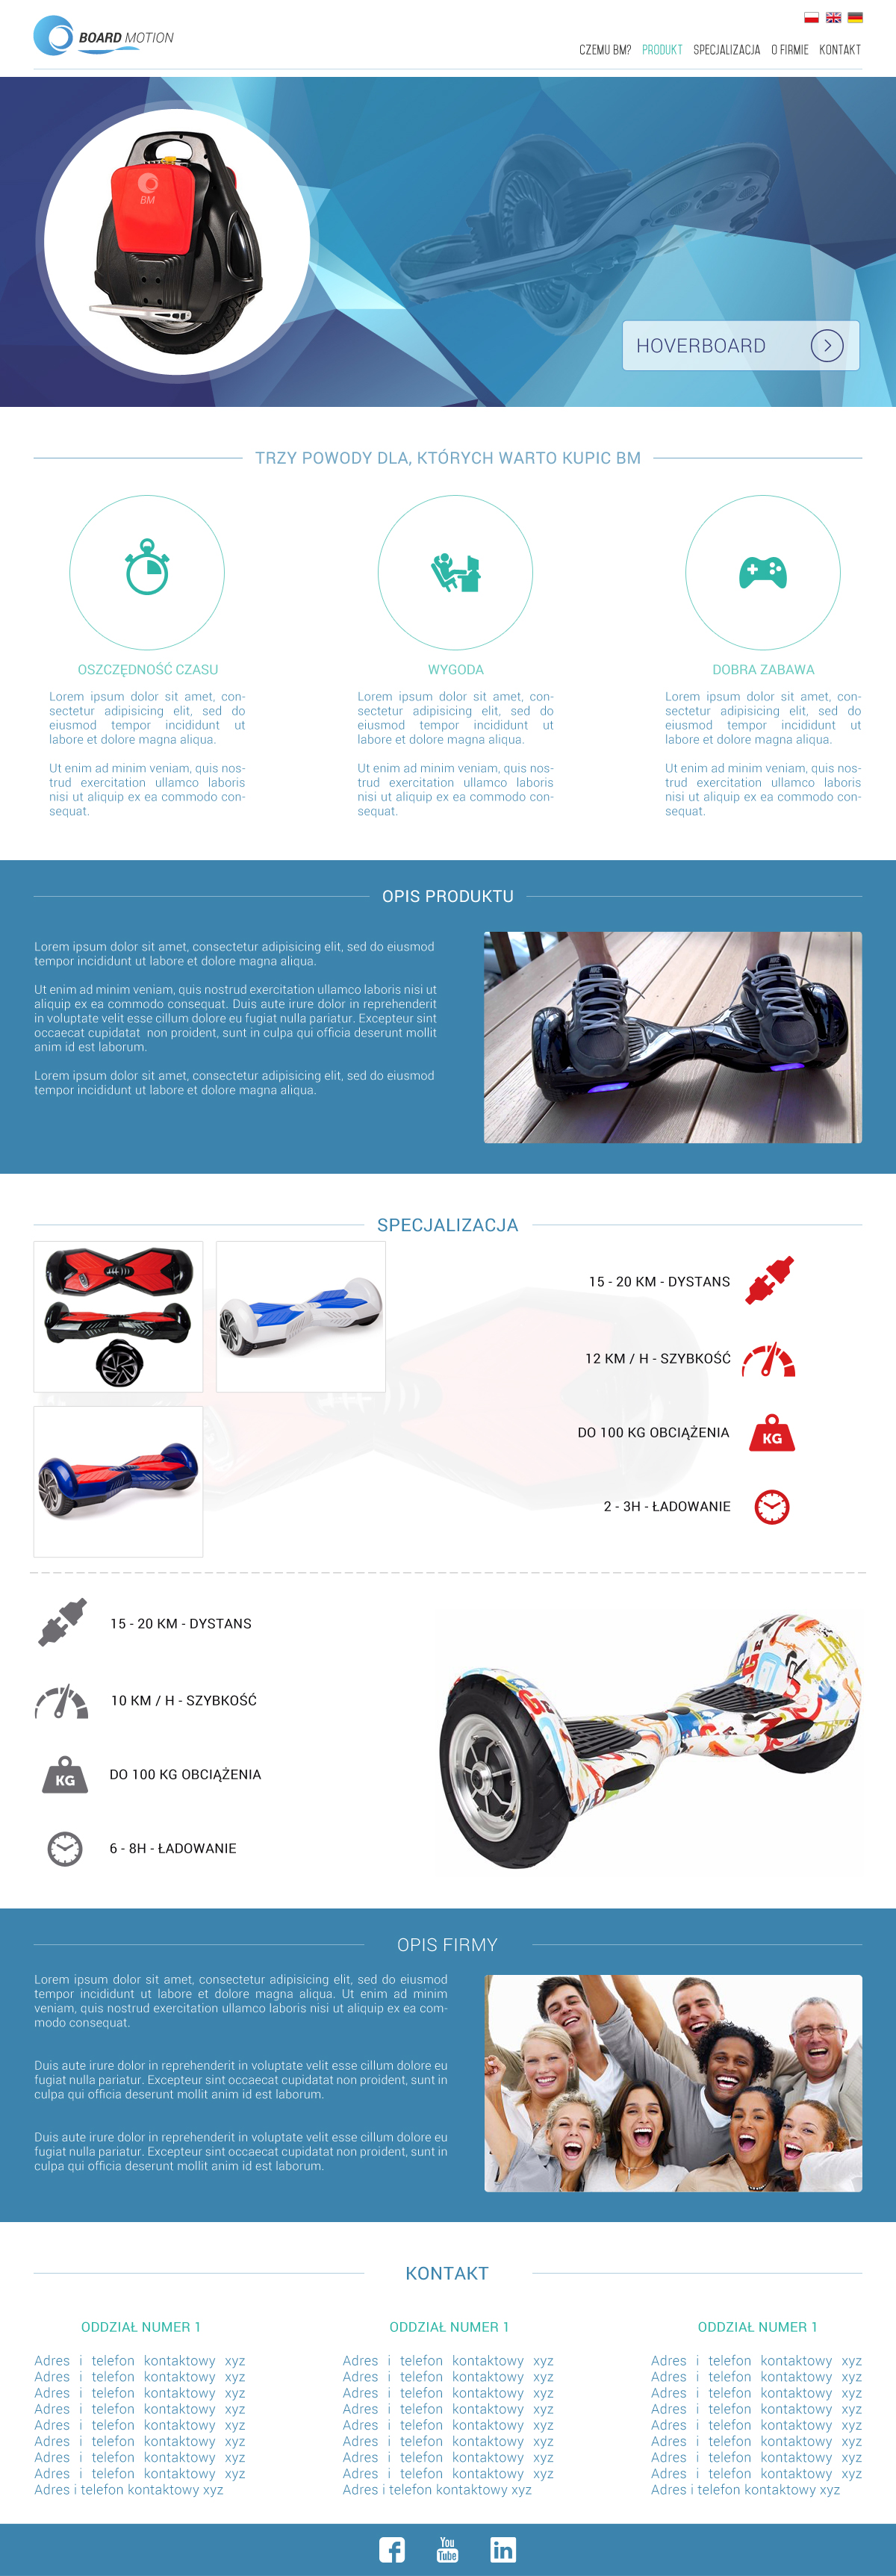 BOARD MOTION
CZEMU BM? PRODUKT SPECJALIZACJA O FIRMIE KONTAKT
BM
HOVERBOARD
TRZY POWODY DLA, KTÓRYCH WARTO KUPIC BM
OSZCZĘDNOŚĆ CZASU
Lorem ipsum dolor sit amet, con-
sectetur adipisicing elit, sed do
eiusmod tempor incididunt ut
labore et dolore magna aliqua.
Ut enim ad minim veniam, quis nos-
trud exercitation ullamco laboris
nisi ut aliquip ex ea commodo con-
sequat.
WYGODA
Lorem ipsum dolor sit amet, con-
sectetur adipisicing elit, sed do
eiusmod tempor incididunt ut
labore et dolore magna aliqua.
Ut enim ad minim veniam, quis nos-
trud exercitation ullamco laboris
nisi ut aliquip ex ea commodo con-
sequat.
DOBRA ZABAWA
Lorem ipsum dolor sit amet, con-
sectetur adipisicing elit, sed do
eiusmod tempor incididunt ut
labore et dolore magna aliqua.
Ut enim ad minim veniam, quis nos-
trud exercitation ullamco laboris
nisi ut aliquip ex ea commodo con-
sequat.
OPIS PRODUKTU
Lorem ipsum dolor sit amet, consectetur adipisicing elit, sed do eiusmod
tempor incididunt ut labore et dolore magna aliqua.
Ut enim ad minim veniam, quis nostrud exercitation ullamco laboris nisi ut
aliquip ex ea commodo consequat. Duis aute irure dolor in reprehenderit
in voluptate velit esse cillum dolore eu fugiat nulla pariatur. Excepteur sint
occaecat cupidatat non proident, sunt in culpa qui officia deserunt mollit
anim id est laborum.
Lorem ipsum dolor sit amet, consectetur adipisicing elit, sed do eiusmod
tempor incididunt ut labore et dolore magna aliqua.
SPECJALIZACJA
15 - 20 KM - DYSTANS
12 KM / H - SZYBKOŚĆ
DO 100 KG OBCIĄŻENIA
KG
2 - 3H - ŁADOWANIE
15 - 20 KM - DYSTANS
10 KM / H - SZYBKOŚĆ
KG
DO 100 KG OBCIĄŻENIA
6 - 8H - ŁADOWANIE
OPIS FIRMY
Lorem ipsum dolor sit amet, consectetur adipisicing elit, sed do eiusmod
tempor incididunt ut labore et dolore magna aliqua. Ut enim ad minim
veniam, quis nostrud exercitation ullamco laboris nisi ut aliquip ex ea com-
modo consequat.
Duis aute irure dolor in reprehenderit in voluptate velit esse cillum dolore eu
fugiat nulla pariatur. Excepteur sint occaecat cupidatat non proident, sunt in
culpa qui officia deserunt mollit anim id est laborum.
Duis aute irure dolor in reprehenderit in voluptate velit esse cillum dolore eu
fugiat nulla pariatur. Excepteur sint occaecat cupidatat non proident, sunt in
culpa qui officia deserunt mollit anim id est laborum.
KONTAKT
ODDZIAŁ NUMER 1
Adres i telefon kontaktowy xyz
Adres i telefon kontaktowy xyz
Adres i telefon kontaktowy xyz
Adres i telefon kontaktowy xyz
Adres i telefon kontaktowy xyz
Adres i telefon kontaktowy xyz
Adres i telefon kontaktowy xyz
Adres i telefon kontaktowy xyz
Adres i telefon kontaktowy xyz
ODDZIAŁ NUMER 1
Adres i telefon kontaktowy xyz
Adres i telefon kontaktowy xyz
Adres i telefon kontaktowy xyz
Adres i telefon kontaktowy xyz
Adres i telefon kontaktowy xyz
Adres i telefon kontaktowy xyz
Adres i telefon kontaktowy xyz
Adres i telefon kontaktowy xyz
Adres i telefon kontaktowy xyz
ODDZIAŁ NUMER 1
Adres i telefon kontaktowy xyz
Adres i telefon kontaktowy xyz
Adres i telefon kontaktowy xyz
Adres i telefon kontaktowy xyz
Adres i telefon kontaktowy xyz
Adres i telefon kontaktowy xyz
Adres i telefon kontaktowy xyz
Adres i telefon kontaktowy xyz
Adres i telefon kontaktowy xyz
f You Tube in